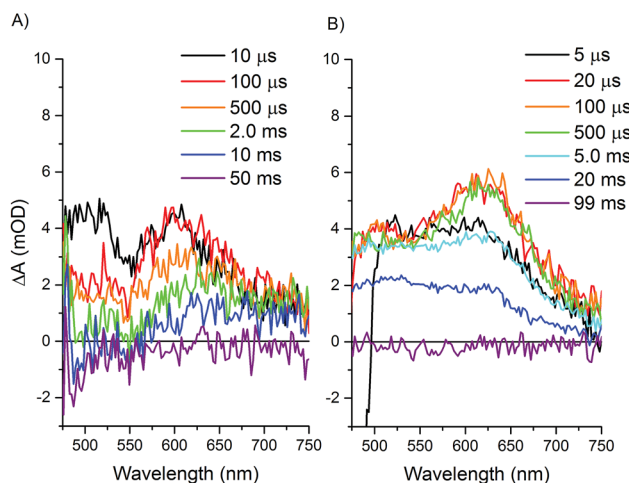 A)
10 μs
100 μs
500 μs
2.0 ms
10 ms
50 ms
10
8
6
4
2
0
-2
ΔA (mOD)
500 550 600 650 700 750
Wavelength (nm)
B)
5 μs
20 μs
100 μs
500 μs
5.0 ms
20 ms
99 ms
10
8
6
4
2
0
-2
500 550 600 650 700 750
Wavelength (nm)